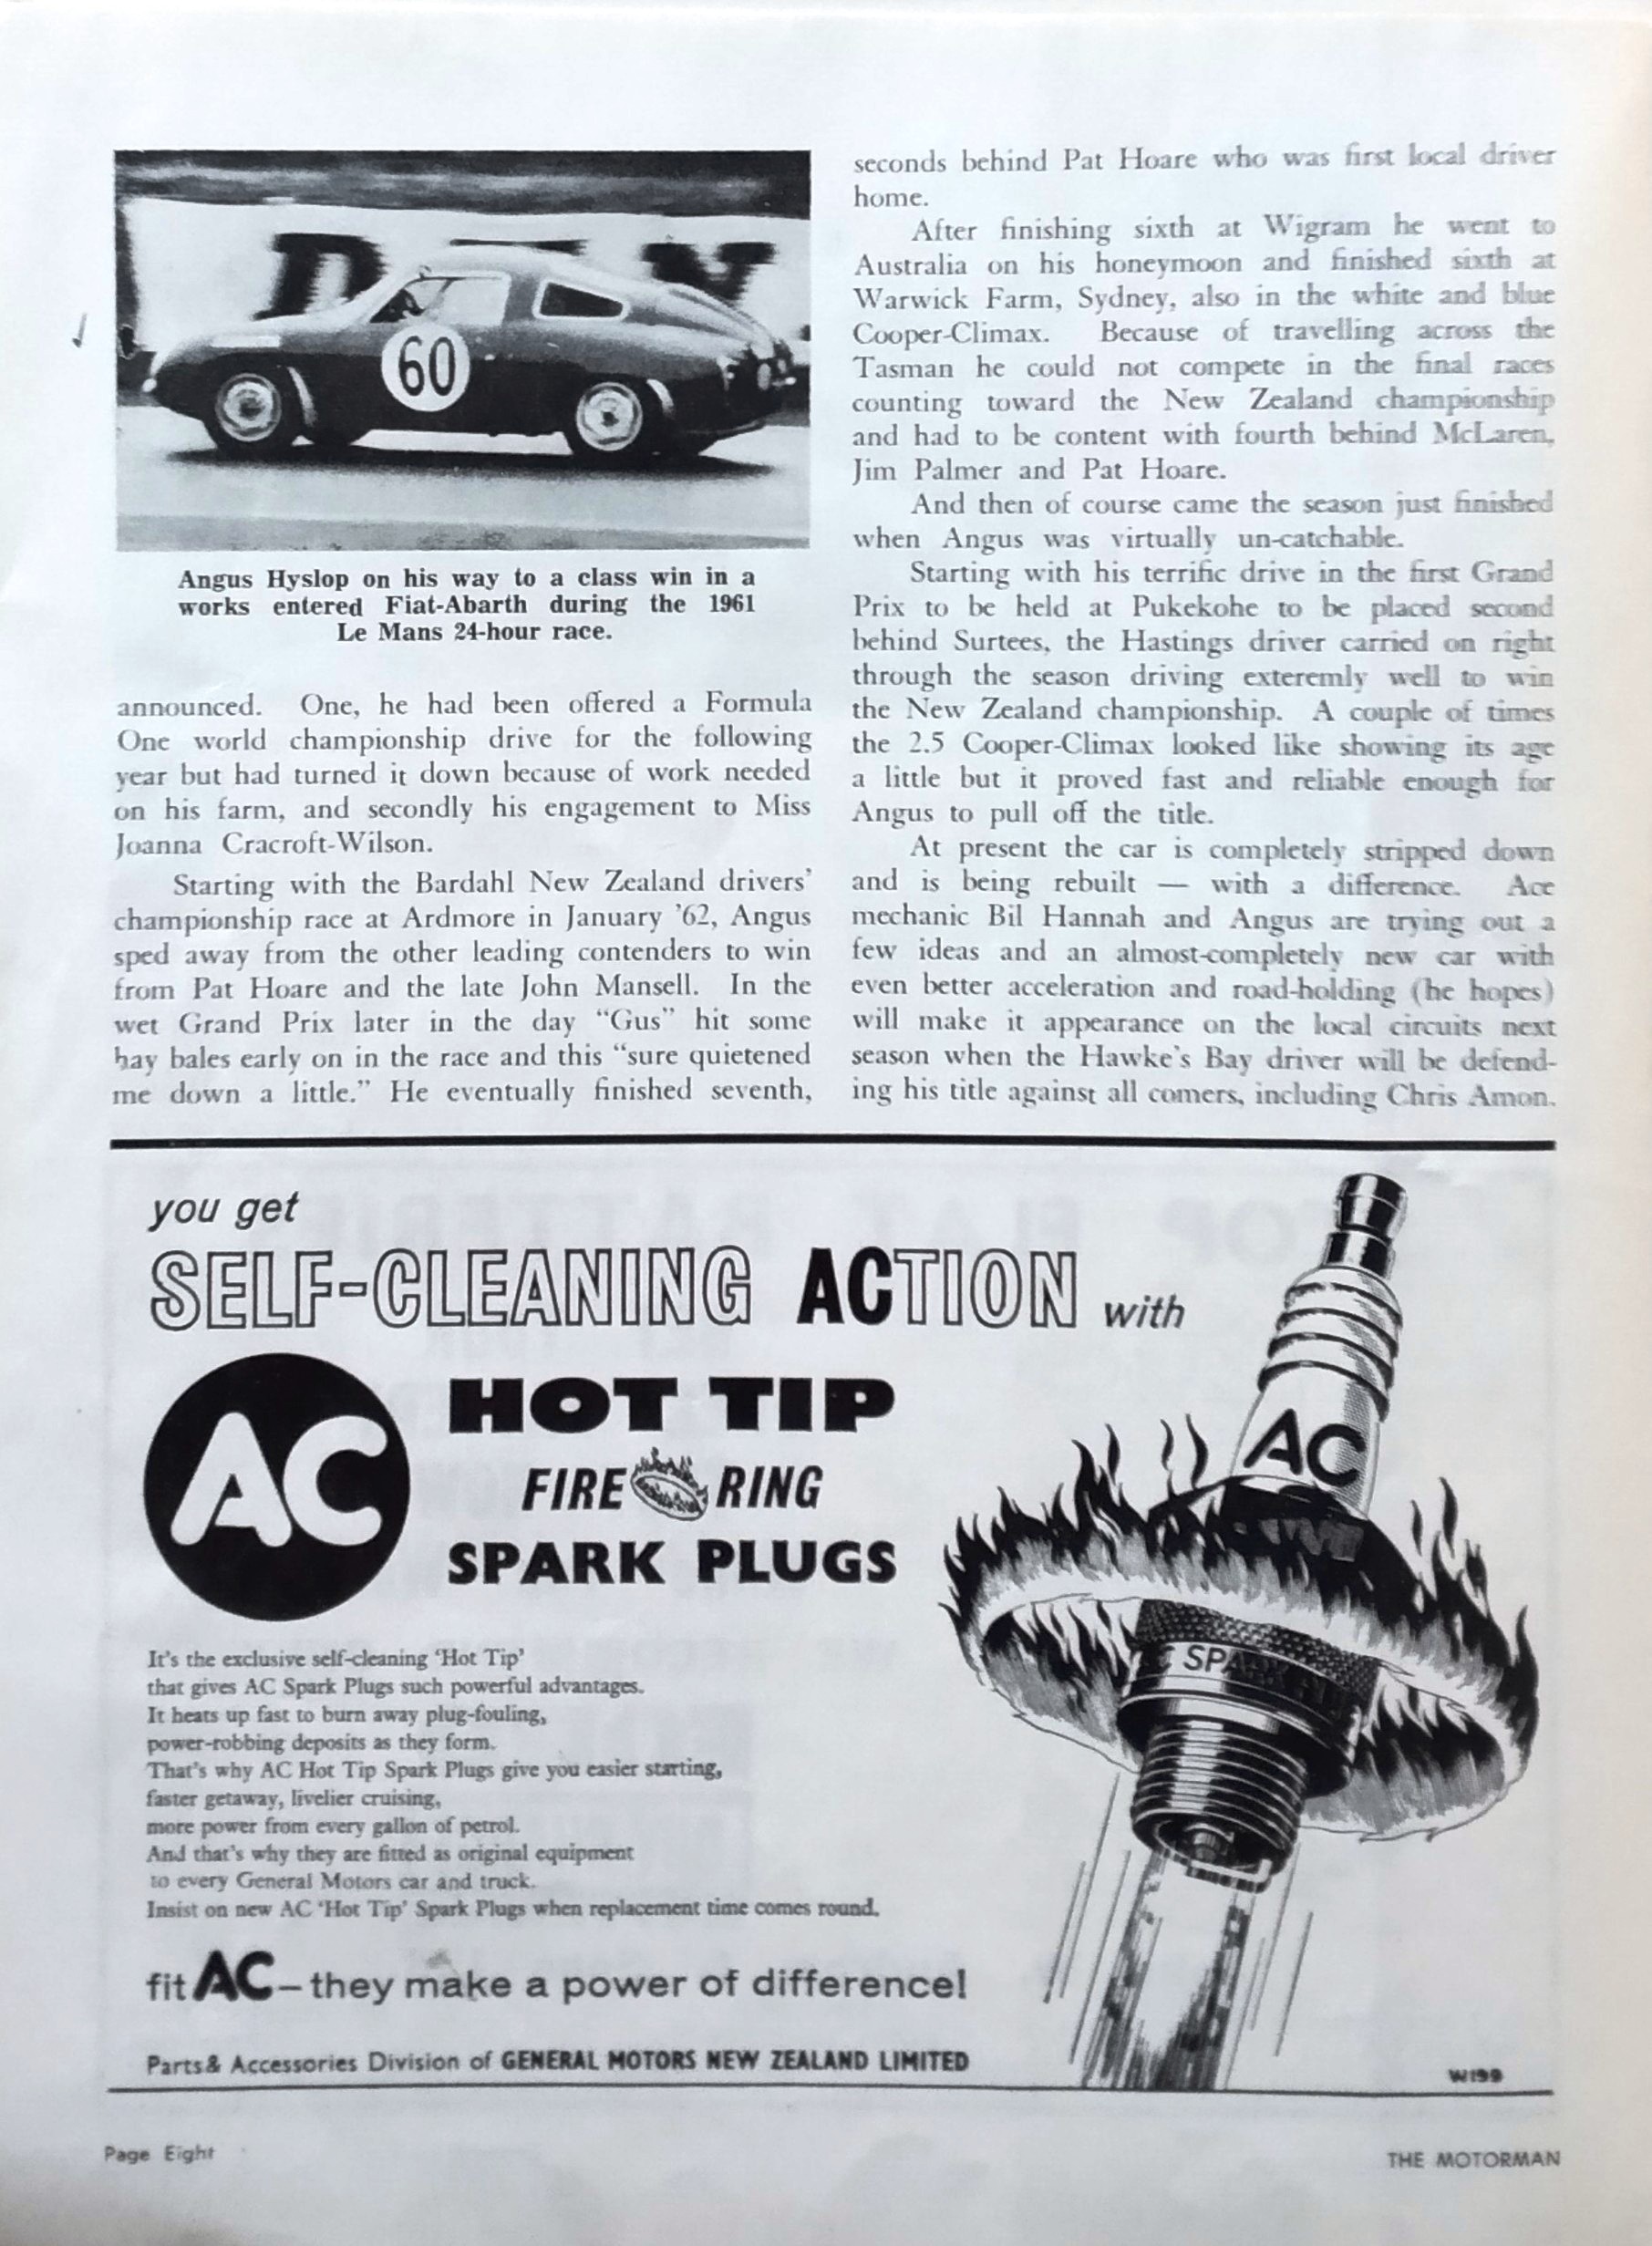 60
Angus Hyslop on his way to a class win in a
works entered Fiat-Abarth during the 1961
Le Mans 24-hour race.
announced. One, he had been offered a Formula
One world championship drive for the following
year but had turned it down because of work needed
on his farm, and secondly his engagement to Miss
Joanna Cracroft-Wilson.
Starting with the Bardahl New Zealand drivers'
championship race at Ardmore in January '62, Angus
sped away from the other leading contenders to win
from Pat Hoare and the late John Mansell. In the
wet Grand Prix later in the day "Gus" hit some
hay bales early on in the race and this "sure quietened
me down a little." He eventually finished seventh,
seconds behind Pat Hoare who was first local driver
home.
After finishing sixth at Wigram he went to
Australia on his honeymoon and finished sixth at
Warwick Farm, Sydney, also in the white and blue
Cooper-Climax. Because of travelling across the
Tasman he could not compete in the final races
counting toward the New Zealand championship
and had to be content with fourth behind McLaren,
Jim Palmer and Pat Hoare.
And then of course came the season just finished
when Angus was virtually un-catchable.
Starting with his terrific drive in the first Grand
Prix to be held at Pukekohe to be placed second
behind Surtees, the Hastings driver carried on right
through the season driving exteremly well to win
the New Zealand championship. A couple of times
the 2.5 Cooper-Climax looked like showing its age
a little but it proved fast and reliable enough for
Angus to pull off the title.
At present the car is completely stripped down
and is being rebuilt — with a difference. Ace
mechanic Bil Hannah and Angus are trying out a
few ideas and an almost-completely new car with
even better acceleration and road-holding (he hopes)
will make it appearance on the local circuits next
season when the Hawke's Bay driver will be defend-
ing his title against all comers, including Chris Amon.
you get
SELF-CLEANING ACTION with
AC
HOT TIP
FIRE RING
SPARK PLUGS
AC
It's the exclusive self-cleaning 'Hot Tip'
that gives AC Spark Plugs such powerful advantages.
It heats up fast to burn away plug-fouling,
power-robbing deposits as they form.
That's why AC Hot Tip Spark Plugs give you easier starting,
faster getaway, livelier cruising,
more power from every gallon of petrol.
And that's why they are fitted as original equipment
to every General Motors car and truck.
Insist on new AC 'Hot Tip' Spark Plugs when replacement time comes round.
fit AC – they make a power of difference!
Parts & Accessories Division of GENERAL MOTORS NEW ZEALAND LIMITED
W199
Page Eight
THE MOTORMAN